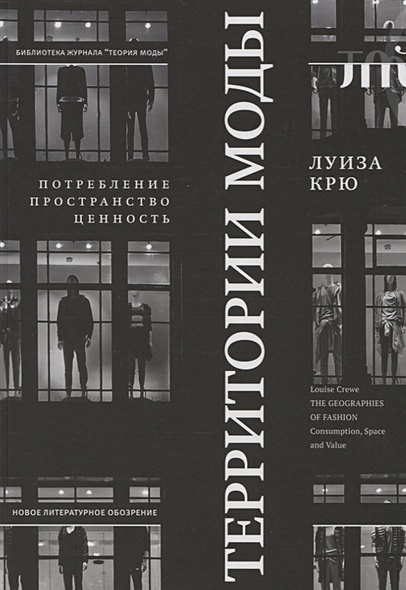 БИБЛИОТЕКА ЖУРНАЛА "ТЕОРИЯ МОДЫ"
ПОТРЕБЛЕНИЕ
ПРОСТРАНСТВО
ЦЕННОСТЬ
ТЕРРИТОРИИ МОДЫ
ЛУИЗА
КРЮ
Louise Crewe
THE GEOGRAPHIES
OF FASHION
Consumption, Space
and Value
НОВОЕ ЛИТЕРАТУРНОЕ ОБОЗРЕНИЕ